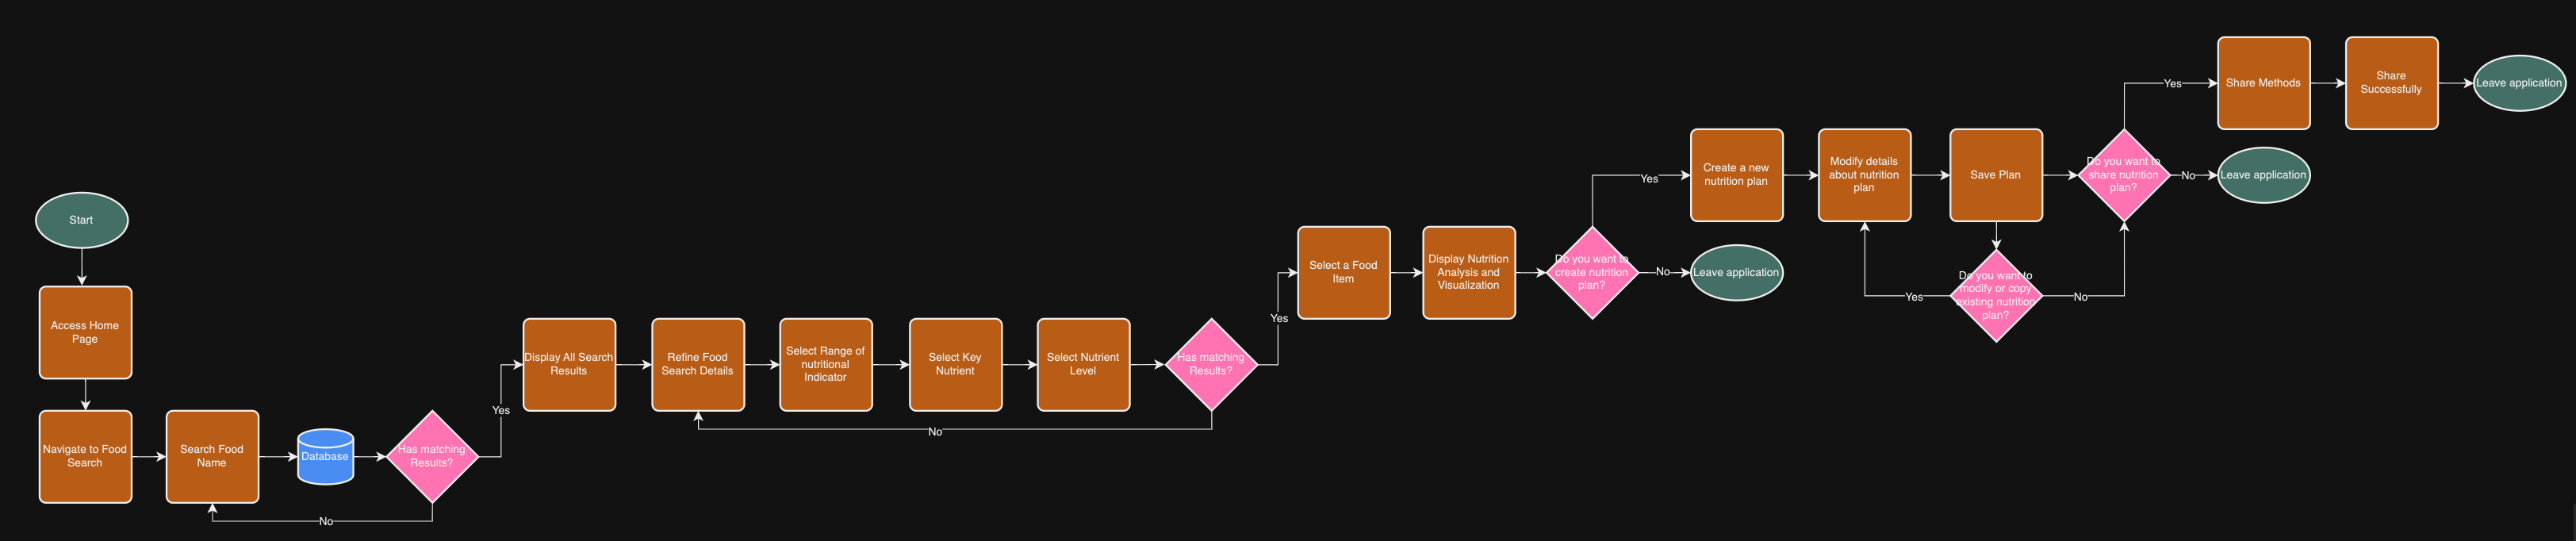 Start
Access Home
Page
Navigate to Food
Search
Search Food
Name
Database
Has matching
Results?
No
Yes
Display All Search
Results
Refine Food
Search Details
Select Range of
nutritional
Indicator
Select Key
Nutrient
Select Nutrient
Level
Has matching
Results?
No
Yes
Select a Food
Item
Display Nutrition
Analysis and
Visualization
Do you want to
create nutrition
plan?
No
Leave application
Yes
Create a new
nutrition plan
Modify details
about nutrition
plan
Save Plan
Do you want to
modify or copy
existing nutrition
plan?
Yes
No
Do you want to
share nutrition
plan?
No
Leave application
Yes
Share Methods
Share
Successfully
Leave application